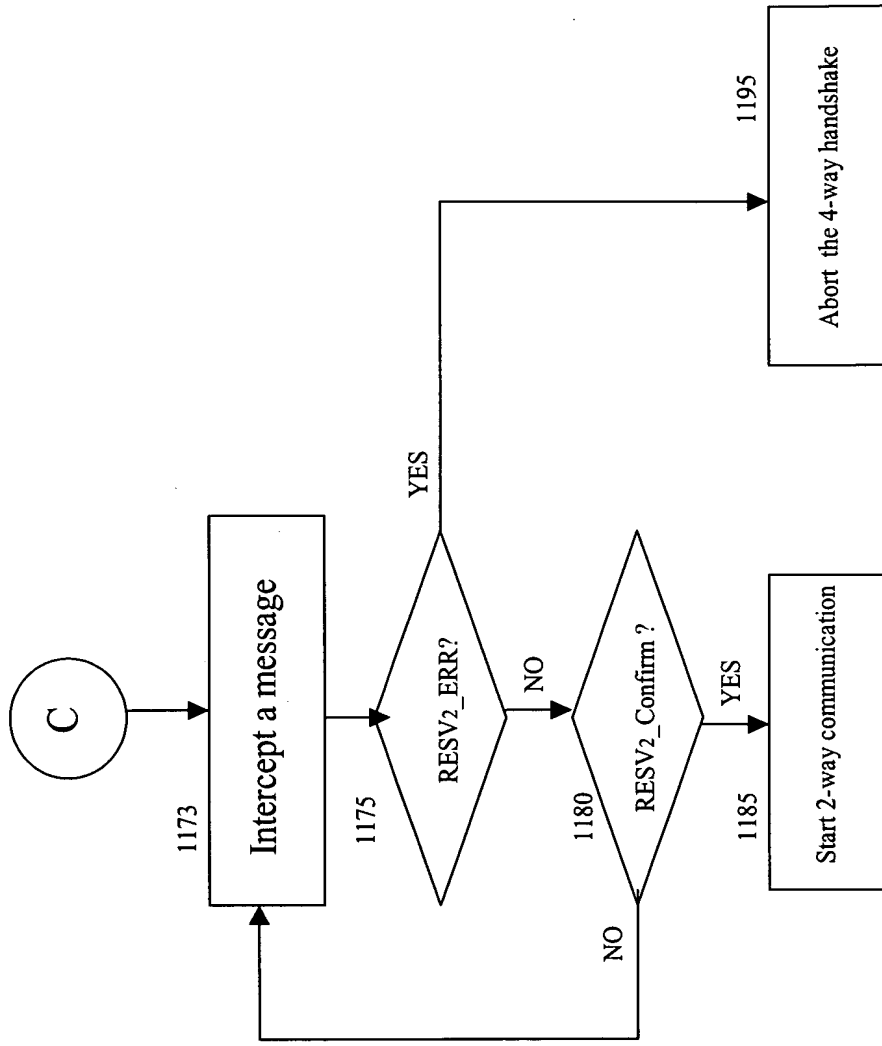 C
1173
Intercept a message
1175
RESV2_ERR?
YES
NO
1180
RESV2_Confirm ?
NO
YES
1185
Start 2-way communication
1195
Abort the 4-way handshake